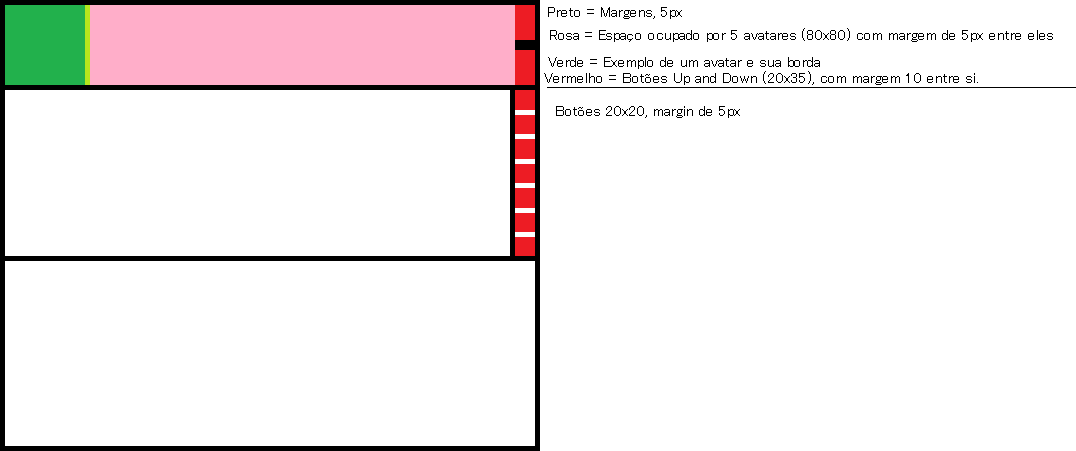 Preto = Margens, 5px
Rosa = Espaço ocupado por 5 avatares (80x80) com margem de 5px entre eles
Verde = Exemplo de um avatar e sua borda
Vermelho = Botões Up and Down (20x35), com margem 10 entre si.
Botões 20x20, margin de 5px